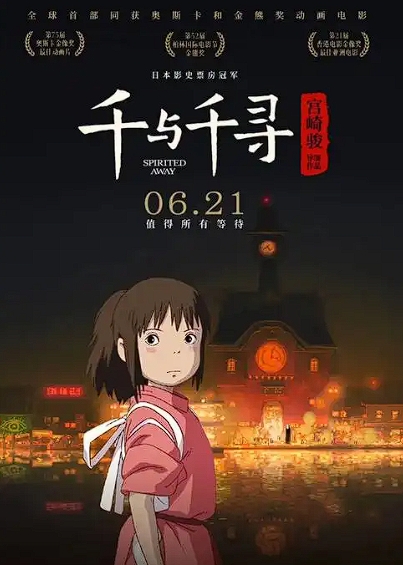 全球首部同获奥斯卡和金熊奖动画电影
第75届
奥斯卡金像奖
最佳动画片
第52届
柏林国际电影节
金熊奖
第21届
香港电影金像奖
最佳亚洲电影
日本影史票房冠军
千与千寻
SPIRITED
AWAY
宫崎骏
导演
作品
06.21
值得所有等待